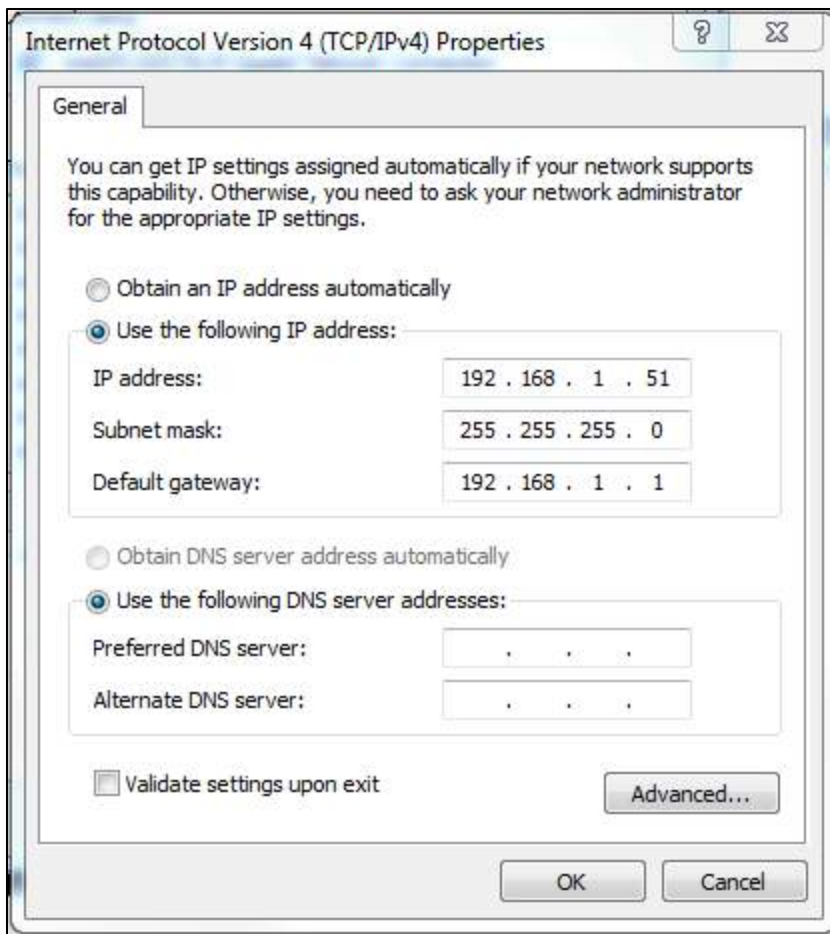 Internet Protocol Version 4 (TCP/IPv4) Properties
General
You can get IP settings assigned automatically if your network supports
this capability. Otherwise, you need to ask your network administrator
for the appropriate IP settings.
Obtain an IP address automatically
Use the following IP address:
IP address: 192 . 168 . 1 . 51
Subnet mask: 255 . 255 . 255 . 0
Default gateway: 192 . 168 . 1 . 1
Obtain DNS server address automatically
Use the following DNS server addresses:
Preferred DNS server: . . .
Alternate DNS server: . . .
Validate settings upon exit
Advanced...
OK Cancel